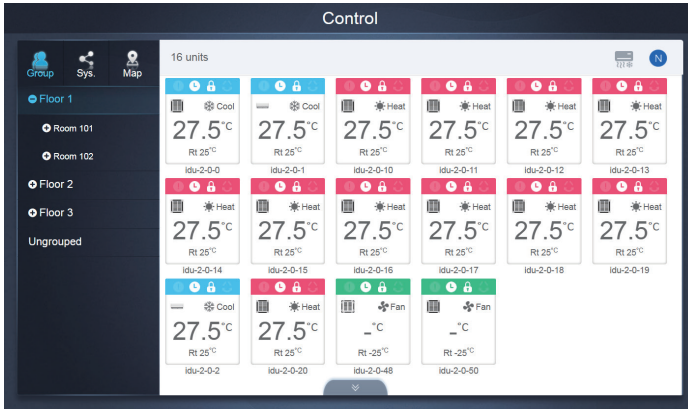 Control
Group Sys. Map
16 units
N
Floor 1
Room 101
Room 102
Floor 2
Floor 3
Ungrouped
Cool Cool Heat Heat Heat Heat
27.5°C 27.5°C 27.5°C 27.5°C 27.5°C 27.5°C
Rt 25°C Rt 25°C Rt 25°C Rt 25°C Rt 25°C Rt 25°C
idu-2-0-0 idu-2-0-1 idu-2-0-10 idu-2-0-11 idu-2-0-12 idu-2-0-13
Heat Heat Heat Heat Heat Heat
27.5°C 27.5°C 27.5°C 27.5°C 27.5°C 27.5°C
Rt 25°C Rt 25°C Rt 25°C Rt 25°C Rt 25°C Rt 25°C
idu-2-0-14 idu-2-0-15 idu-2-0-16 idu-2-0-17 idu-2-0-18 idu-2-0-19
Cool Heat Fan Fan
27.5°C 27.5°C _°C _°C
Rt 25°C Rt 25°C Rt -25°C Rt -25°C
idu-2-0-2 idu-2-0-20 idu-2-0-48 idu-2-0-50